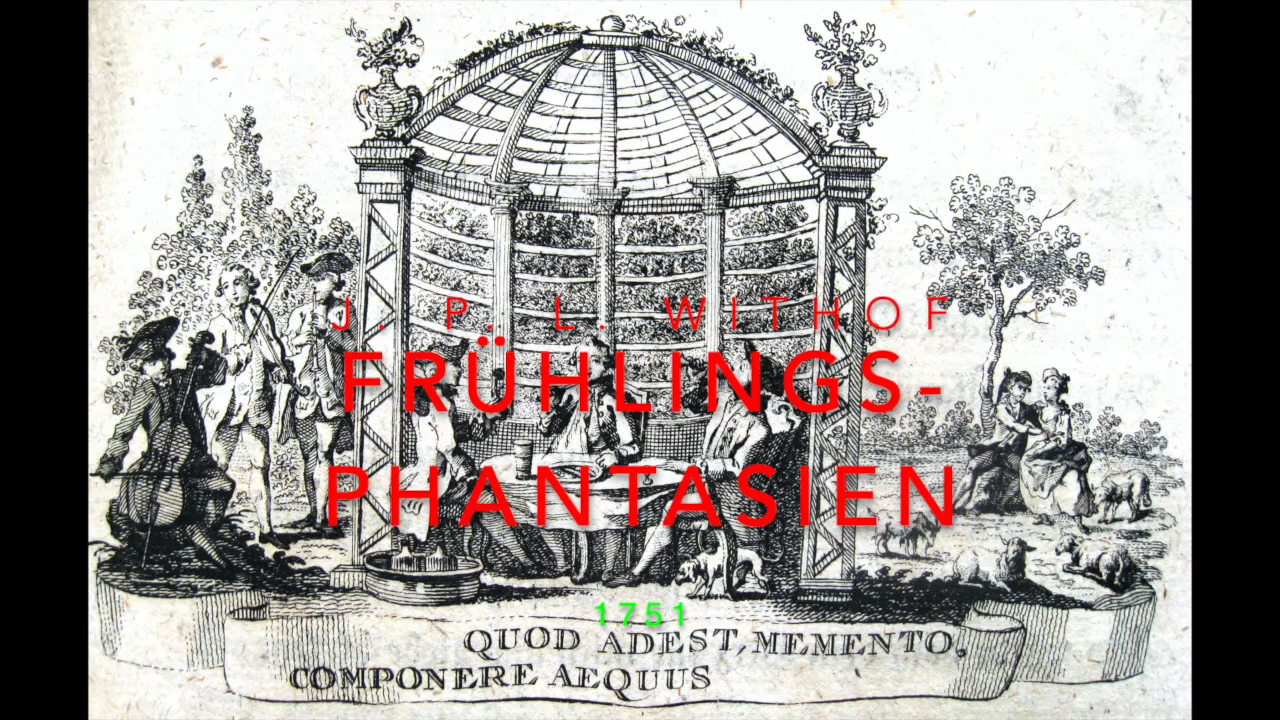 J. P. L. WITHOF
FRÜHLINGS-
PHANTASIEN
1751
QUOD ADEST, MEMENTO,
COMPONERE AEQUUS